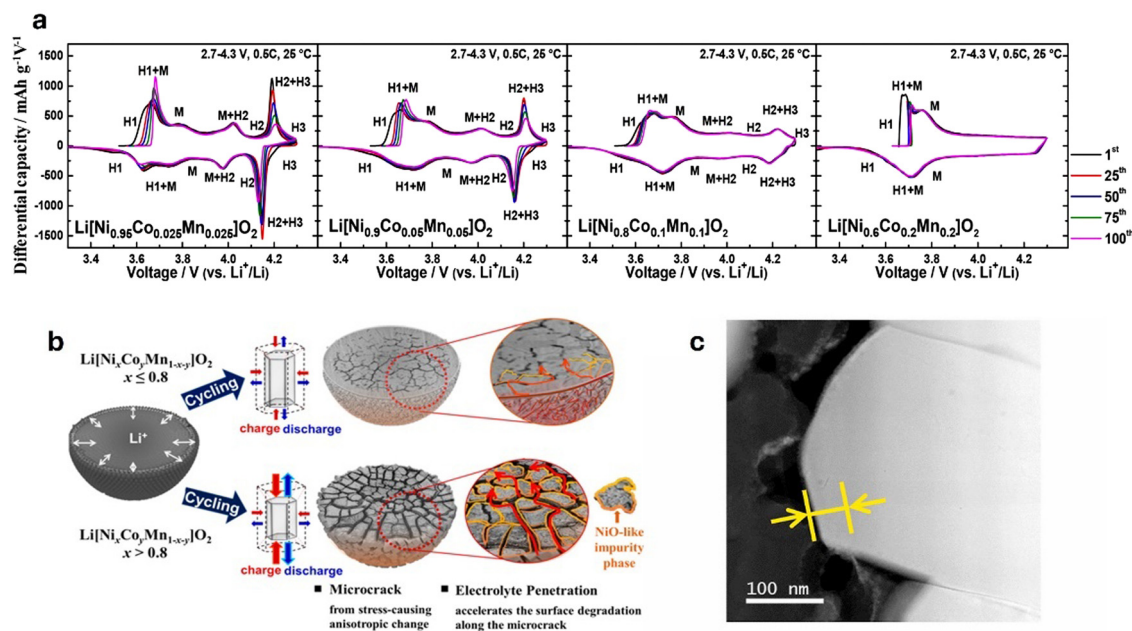 a
Differential capacity / mAh g⁻¹V⁻¹
1500
1000
500
0
-500
-1000
-1500
2.7-4.3 V, 0.5C, 25 °C
H1+M
H1
M
M+H2
H2
H2+H3
H3
H1
H1+M
M
M+H2
H2
H3
H2+H3
Li[Ni0.95Co0.025Mn0.025]O2
3.4 3.6 3.8 4.0 4.2
Voltage / V (vs. Li⁺/Li)
2.7-4.3 V, 0.5C, 25 °C
H1+M
H1
M
M+H2
H2
H2+H3
H3
H1
H1+M
M
M+H2
H2
H3
H2+H3
Li[Ni0.9Co0.05Mn0.05]O2
3.4 3.6 3.8 4.0 4.2
Voltage / V (vs. Li⁺/Li)
2.7-4.3 V, 0.5C, 25 °C
H1+M
H1
M
M+H2
H2
H2+H3
H3
H1
H1+M
M
M+H2
H2
H3
H2+H3
Li[Ni0.8Co0.1Mn0.1]O2
3.4 3.6 3.8 4.0 4.2
Voltage / V (vs. Li⁺/Li)
2.7-4.3 V, 0.5C, 25 °C
H1+M
H1
M
H1
M
H1+M
Li[Ni0.6Co0.2Mn0.2]O2
3.4 3.6 3.8 4.0 4.2
Voltage / V (vs. Li⁺/Li)
1st
25th
50th
75th
100th
b
Li[NixCoyMn1-x-y]O2
x ≤ 0.8
Cycling
charge discharge
Li⁺
Cycling
Li[NixCoyMn1-x-y]O2
x > 0.8
charge discharge
NiO-like
impurity
phase
■ Microcrack
from stress-causing
anisotropic change
■ Electrolyte Penetration
accelerates the surface degradation
along the microcrack
c
100 nm